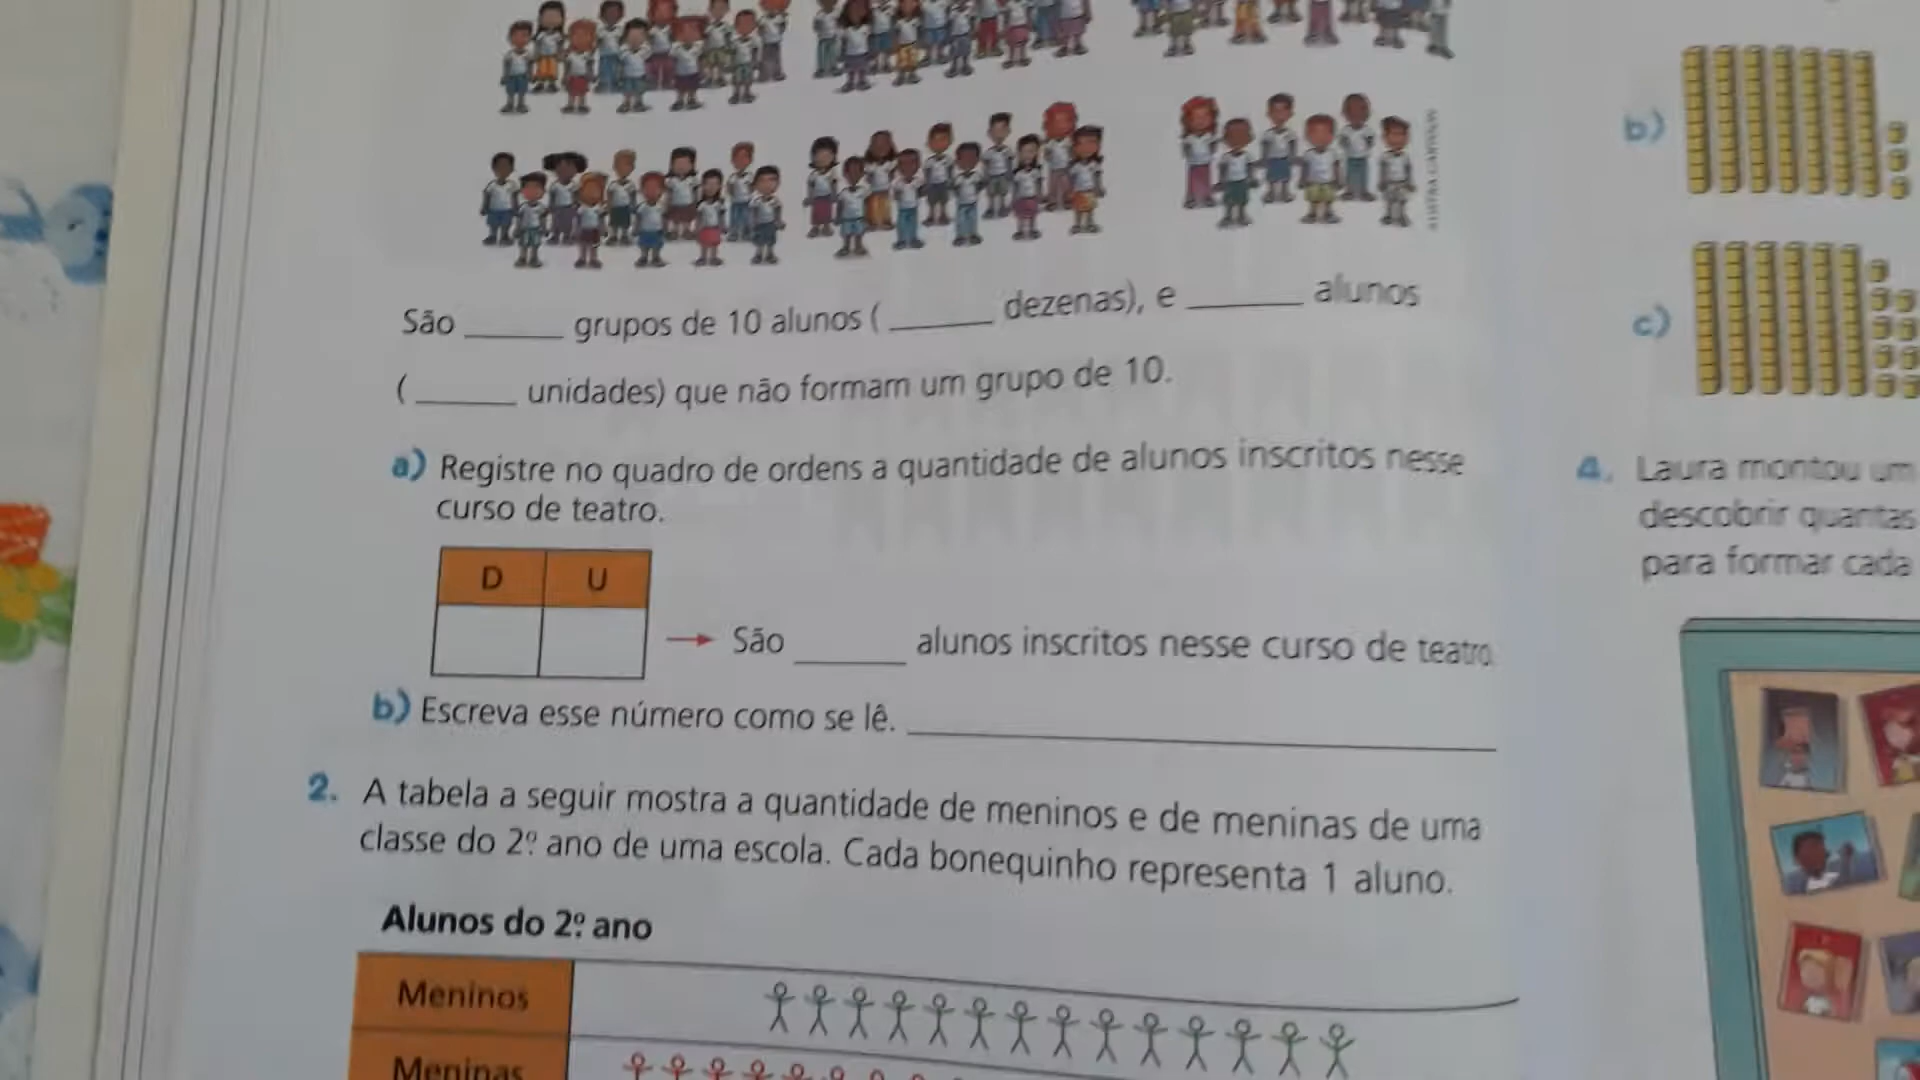 São ______ grupos de 10 alunos ( ______ dezenas), e ______ alunos
( ______ unidades) que não formam um grupo de 10.
a) Registre no quadro de ordens a quantidade de alunos inscritos nesse
curso de teatro.
D U
São ______ alunos inscritos nesse curso de teatro.
b) Escreva esse número como se lê. ______
2. A tabela a seguir mostra a quantidade de meninos e de meninas de uma
classe do 2º ano de uma escola. Cada bonequinho representa 1 aluno.
Alunos do 2º ano
Meninos
Meninas
b)
c)
4. Laura montou um
descobrir quantas
para formar cada